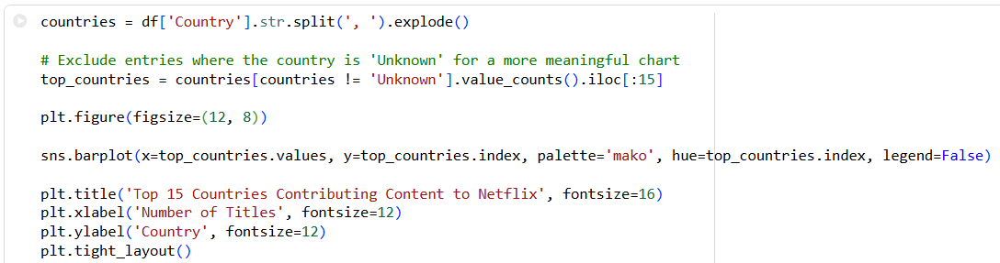 countries = df['Country'].str.split(', ').explode()
# Exclude entries where the country is 'Unknown' for a more meaningful chart
top_countries = countries[countries != 'Unknown'].value_counts().iloc[:15]
plt.figure(figsize=(12, 8))
sns.barplot(x=top_countries.values, y=top_countries.index, palette='mako', hue=top_countries.index, legend=False)
plt.title('Top 15 Countries Contributing Content to Netflix', fontsize=16)
plt.xlabel('Number of Titles', fontsize=12)
plt.ylabel('Country', fontsize=12)
plt.tight_layout()